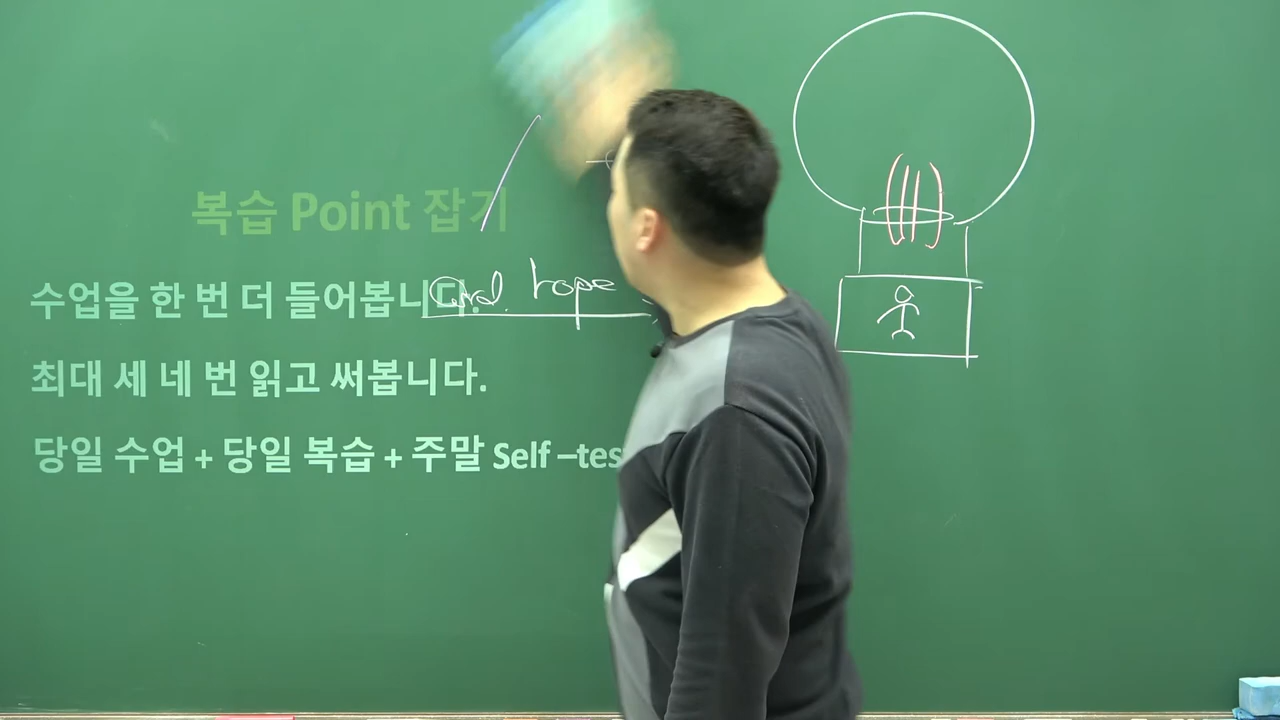 복습 Point 잡기
수업을 한 번 더 들어봅니다.
rope
최대 세 네 번 읽고 써봅니다.
당일 수업 + 당일 복습 + 주말 Self –tes